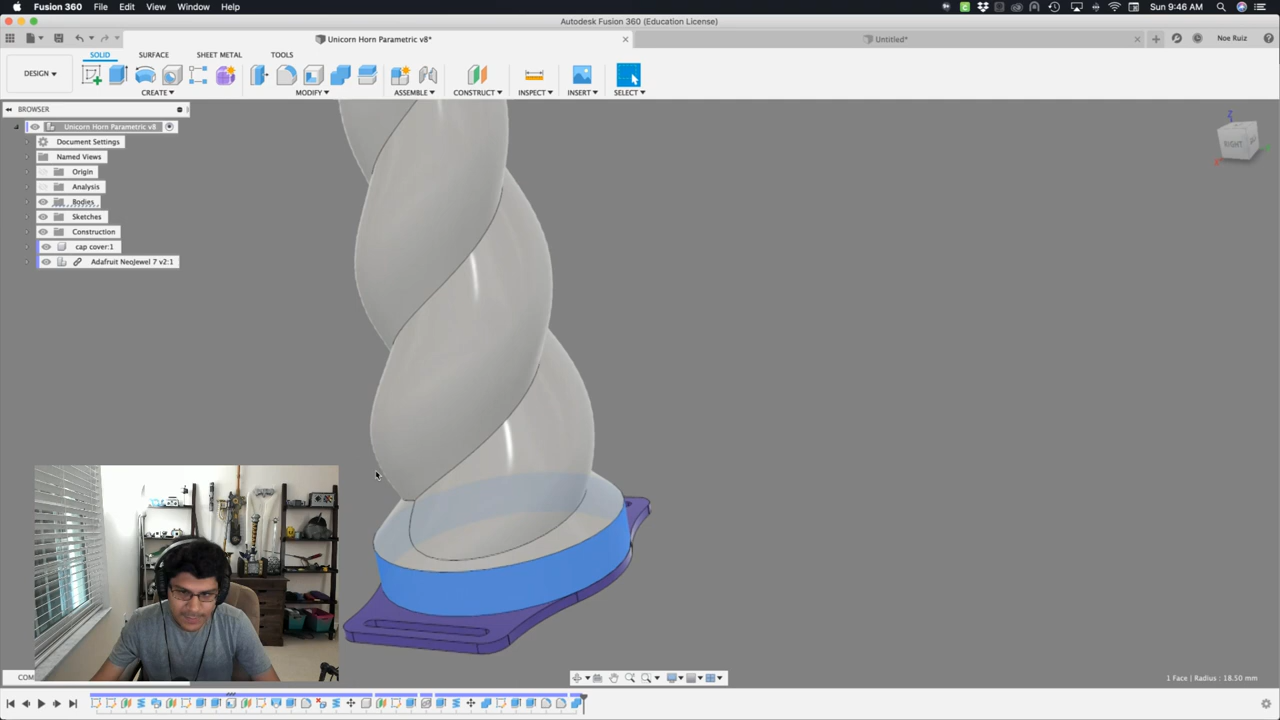 Fusion 360 File Edit View Window Help Sun 9:46 AM
Autodesk Fusion 360 (Education License)
Unicorn Horn Parametric v8* Untitled* Noe Ruiz
SOLID SURFACE SHEET METAL TOOLS
DESIGN
CREATE MODIFY ASSEMBLE CONSTRUCT INSPECT INSERT SELECT
BROWSER
Unicorn Horn Parametric v8
Document Settings
Named Views
Origin
Analysis
Bodies
Sketches
Construction
cap cover:1
Adafruit NeoJewel 7 v2:1
Z
RIGHT
COM
1 Face | Radius : 18.50 mm